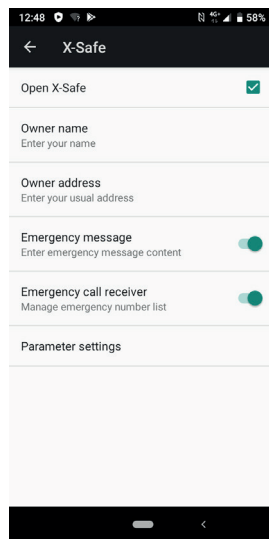 12:48 4G+ 58%
X-Safe
Open X-Safe
Owner name
Enter your name
Owner address
Enter your usual address
Emergency message
Enter emergency message content
Emergency call receiver
Manage emergency number list
Parameter settings